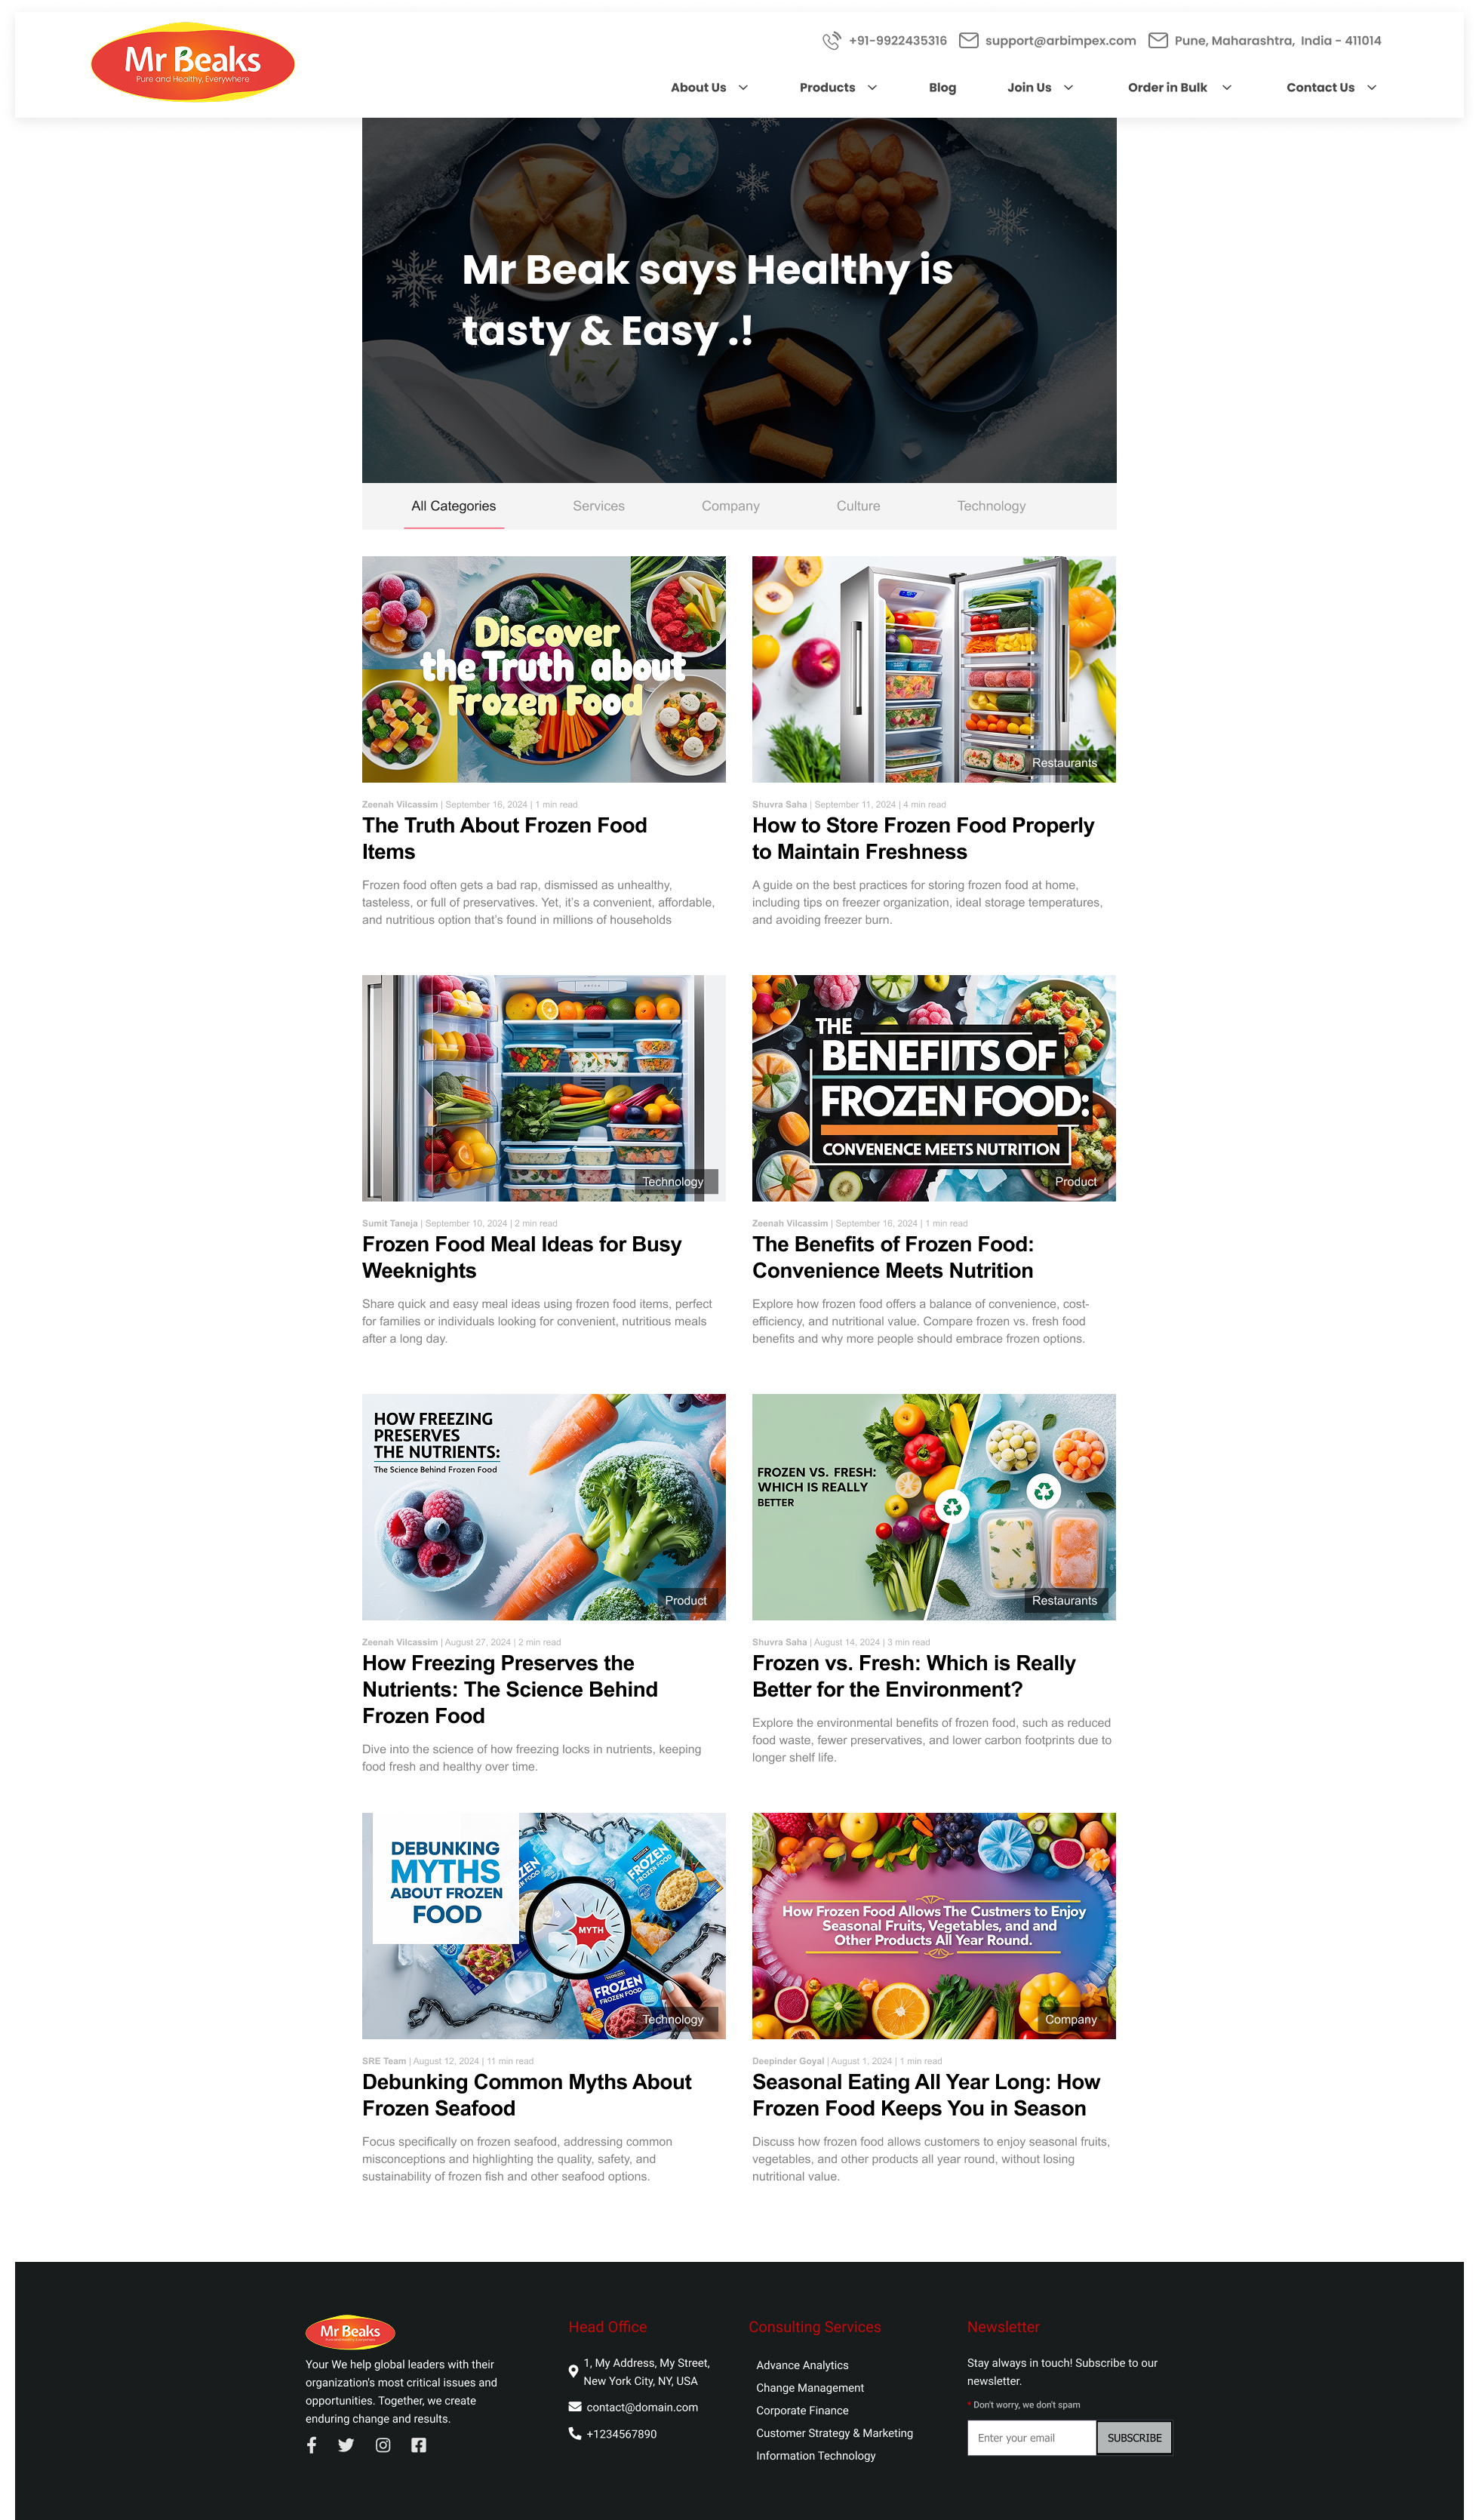 Mr Beaks
Pure and Healthy, Everywhere
+91-9922435316 support@arbimpex.com Pune, Maharashtra, India - 411014
About Us Products Blog Join Us Order in Bulk Contact Us
Mr Beak says Healthy is
tasty & Easy .!
All Categories Services Company Culture Technology
Discover
the Truth about
Frozen Food
Restaurants
Zeenah Vilcassim | September 16, 2024 | 1 min read
The Truth About Frozen Food
Items
Frozen food often gets a bad rap, dismissed as unhealthy,
tasteless, or full of preservatives. Yet, it's a convenient, affordable,
and nutritious option that's found in millions of households
Shuvra Saha | September 11, 2024 | 4 min read
How to Store Frozen Food Properly
to Maintain Freshness
A guide on the best practices for storing frozen food at home,
including tips on freezer organization, ideal storage temperatures,
and avoiding freezer burn.
Technology
THE
BENEFIITS OF
FROZEN FOOD:
CONVENENCE MEETS NUTRITION
Product
Sumit Taneja | September 10, 2024 | 2 min read
Frozen Food Meal Ideas for Busy
Weeknights
Share quick and easy meal ideas using frozen food items, perfect
for families or individuals looking for convenient, nutritious meals
after a long day.
Zeenah Vilcassim | September 16, 2024 | 1 min read
The Benefits of Frozen Food:
Convenience Meets Nutrition
Explore how frozen food offers a balance of convenience, cost-
efficiency, and nutritional value. Compare frozen vs. fresh food
benefits and why more people should embrace frozen options.
HOW FREEZING
PRESERVES
THE NUTRIENTS:
The Science Behind Frozen Food
Product
FROZEN VS. FRESH:
WHICH IS REALLY
BETTER
Restaurants
Zeenah Vilcassim | August 27, 2024 | 2 min read
How Freezing Preserves the
Nutrients: The Science Behind
Frozen Food
Dive into the science of how freezing locks in nutrients, keeping
food fresh and healthy over time.
Shuvra Saha | August 14, 2024 | 3 min read
Frozen vs. Fresh: Which is Really
Better for the Environment?
Explore the environmental benefits of frozen food, such as reduced
food waste, fewer preservatives, and lower carbon footprints due to
longer shelf life.
DEBUNKING
MYTHS
ABOUT FROZEN
FOOD
FROZEN
FROZEN FOOD
MYTH
FROZEN
FROZEN FOOD
Technology
How Frozen Food Allows The Custmers to Enjoy
Seasonal Fruits, Vegetables, and and
Other Products All Year Round.
Company
SRE Team | August 12, 2024 | 11 min read
Debunking Common Myths About
Frozen Seafood
Focus specifically on frozen seafood, addressing common
misconceptions and highlighting the quality, safety, and
sustainability of frozen fish and other seafood options.
Deepinder Goyal | August 1, 2024 | 1 min read
Seasonal Eating All Year Long: How
Frozen Food Keeps You in Season
Discuss how frozen food allows customers to enjoy seasonal fruits,
vegetables, and other products all year round, without losing
nutritional value.
Mr Beaks
Your We help global leaders with their
organization's most critical issues and
opportunities. Together, we create
enduring change and results.
Head Office
1, My Address, My Street,
New York City, NY, USA
contact@domain.com
+1234567890
Consulting Services
Advance Analytics
Change Management
Corporate Finance
Customer Strategy & Marketing
Information Technology
Newsletter
Stay always in touch! Subscribe to our
newsletter.
* Don't worry, we don't spam
Enter your email SUBSCRIBE